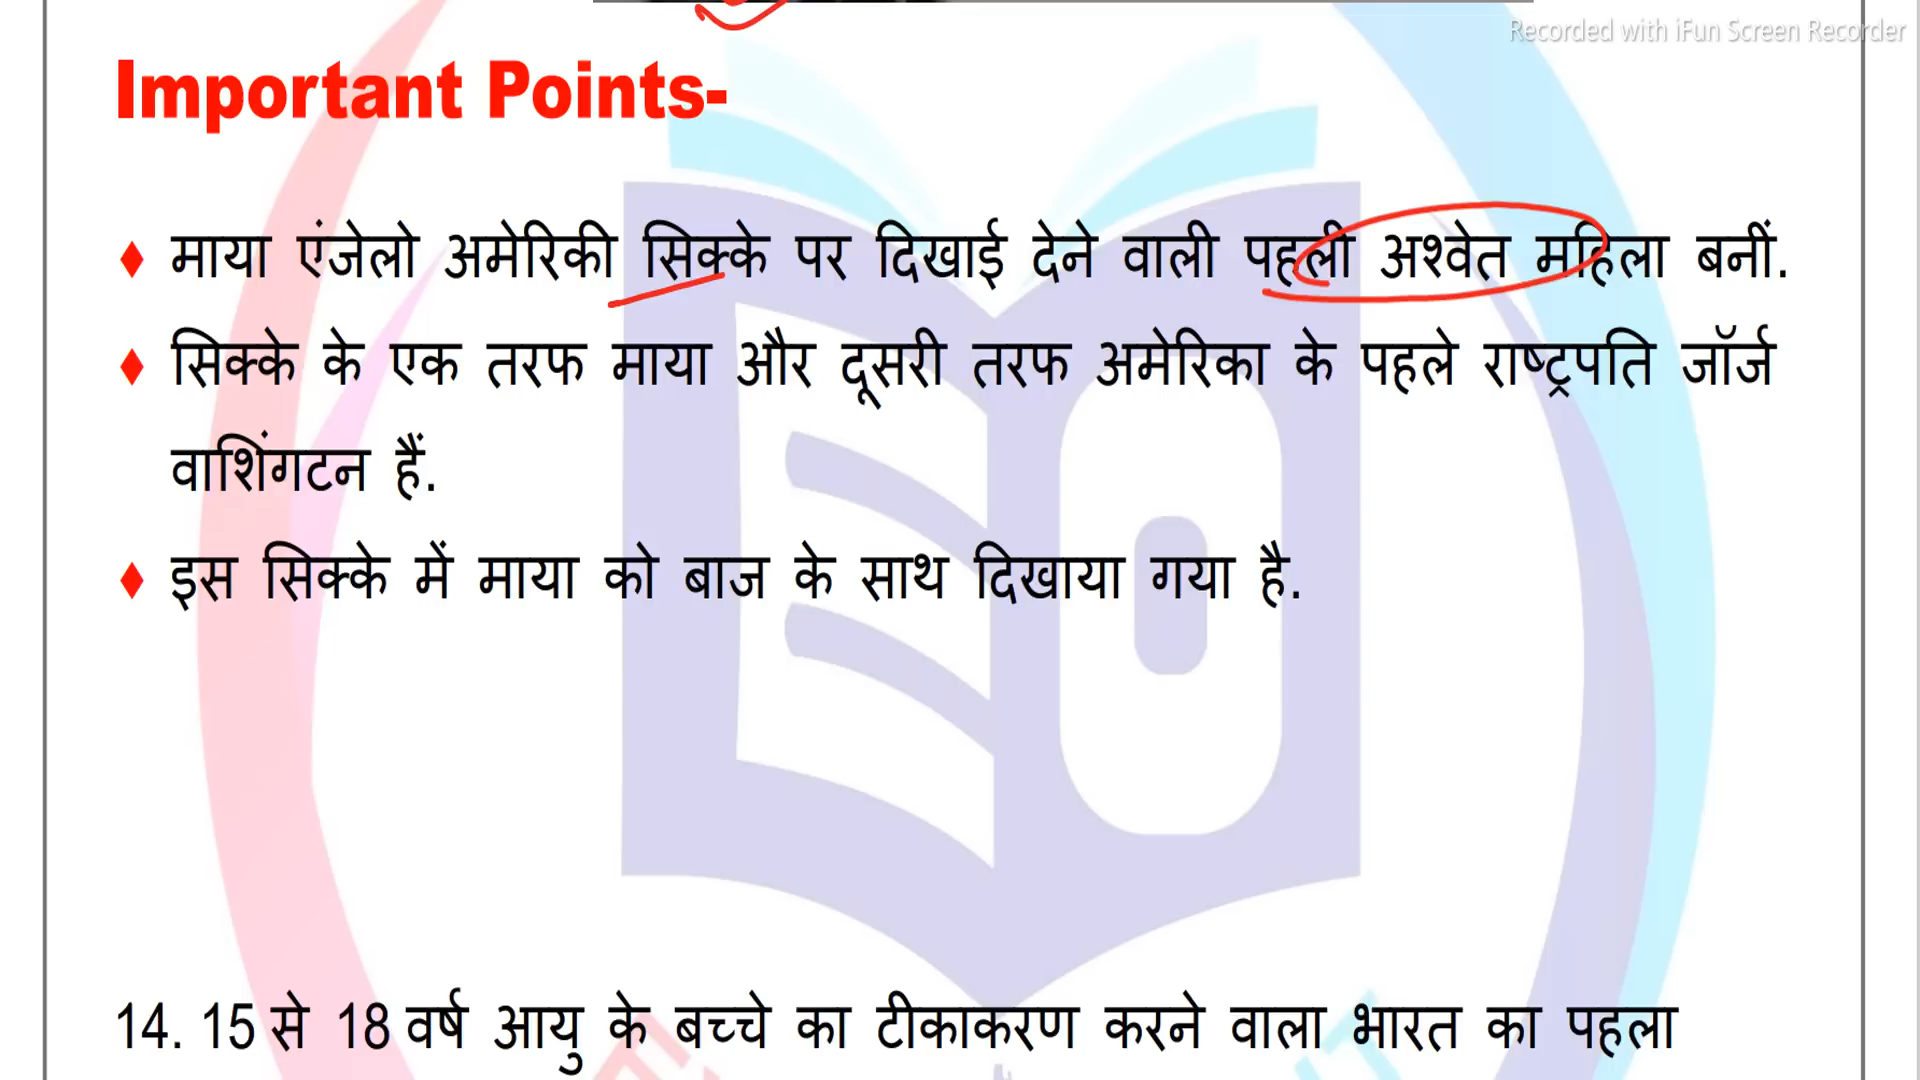 Recorded with iFun Screen Recorder
Important Points-
♦ माया एंजेलो अमेरिकी सिक्के पर दिखाई देने वाली पहली अश्वेत महिला बनीं.
♦ सिक्के के एक तरफ माया और दूसरी तरफ अमेरिका के पहले राष्ट्रपति जॉर्ज
वाशिंगटन हैं.
♦ इस सिक्के में माया को बाज के साथ दिखाया गया है.
14. 15 से 18 वर्ष आयु के बच्चे का टीकाकरण करने वाला भारत का पहला